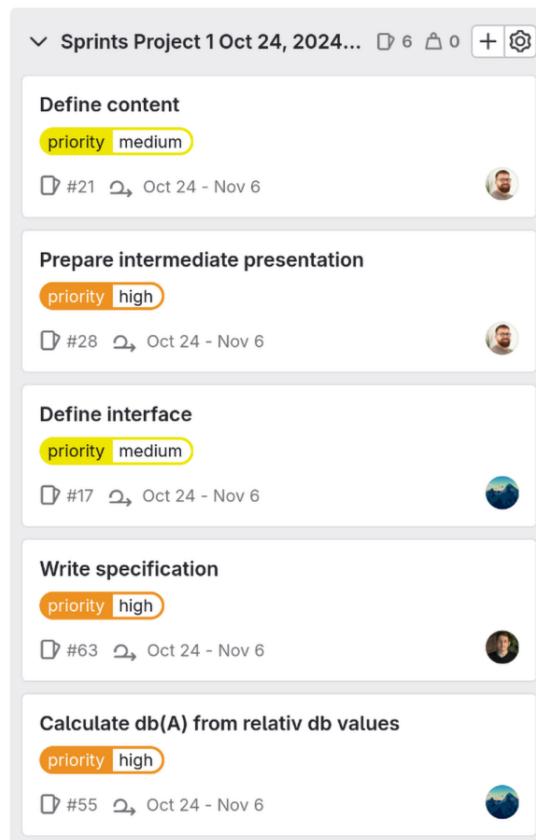 Sprints Project 1 Oct 24, 2024... 6 0
Define content
priority medium
#21 Oct 24 - Nov 6
Prepare intermediate presentation
priority high
#28 Oct 24 - Nov 6
Define interface
priority medium
#17 Oct 24 - Nov 6
Write specification
priority high
#63 Oct 24 - Nov 6
Calculate db(A) from relativ db values
priority high
#55 Oct 24 - Nov 6